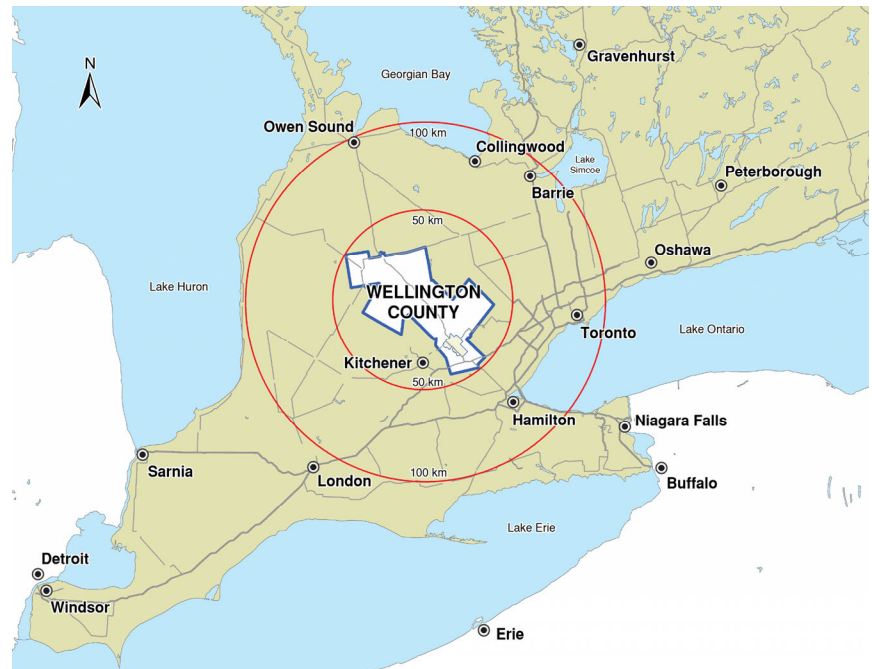 Gravenhurst
N
Georgian Bay
Owen Sound
100 km
Collingwood
Lake
Simcoe
Barrie
Peterborough
50 km
Oshawa
Lake Huron
WELLINGTON
COUNTY
Toronto
Lake Ontario
Kitchener
50 km
Hamilton
Niagara Falls
Sarnia
London
100 km
Buffalo
Lake Erie
Detroit
Windsor
Erie